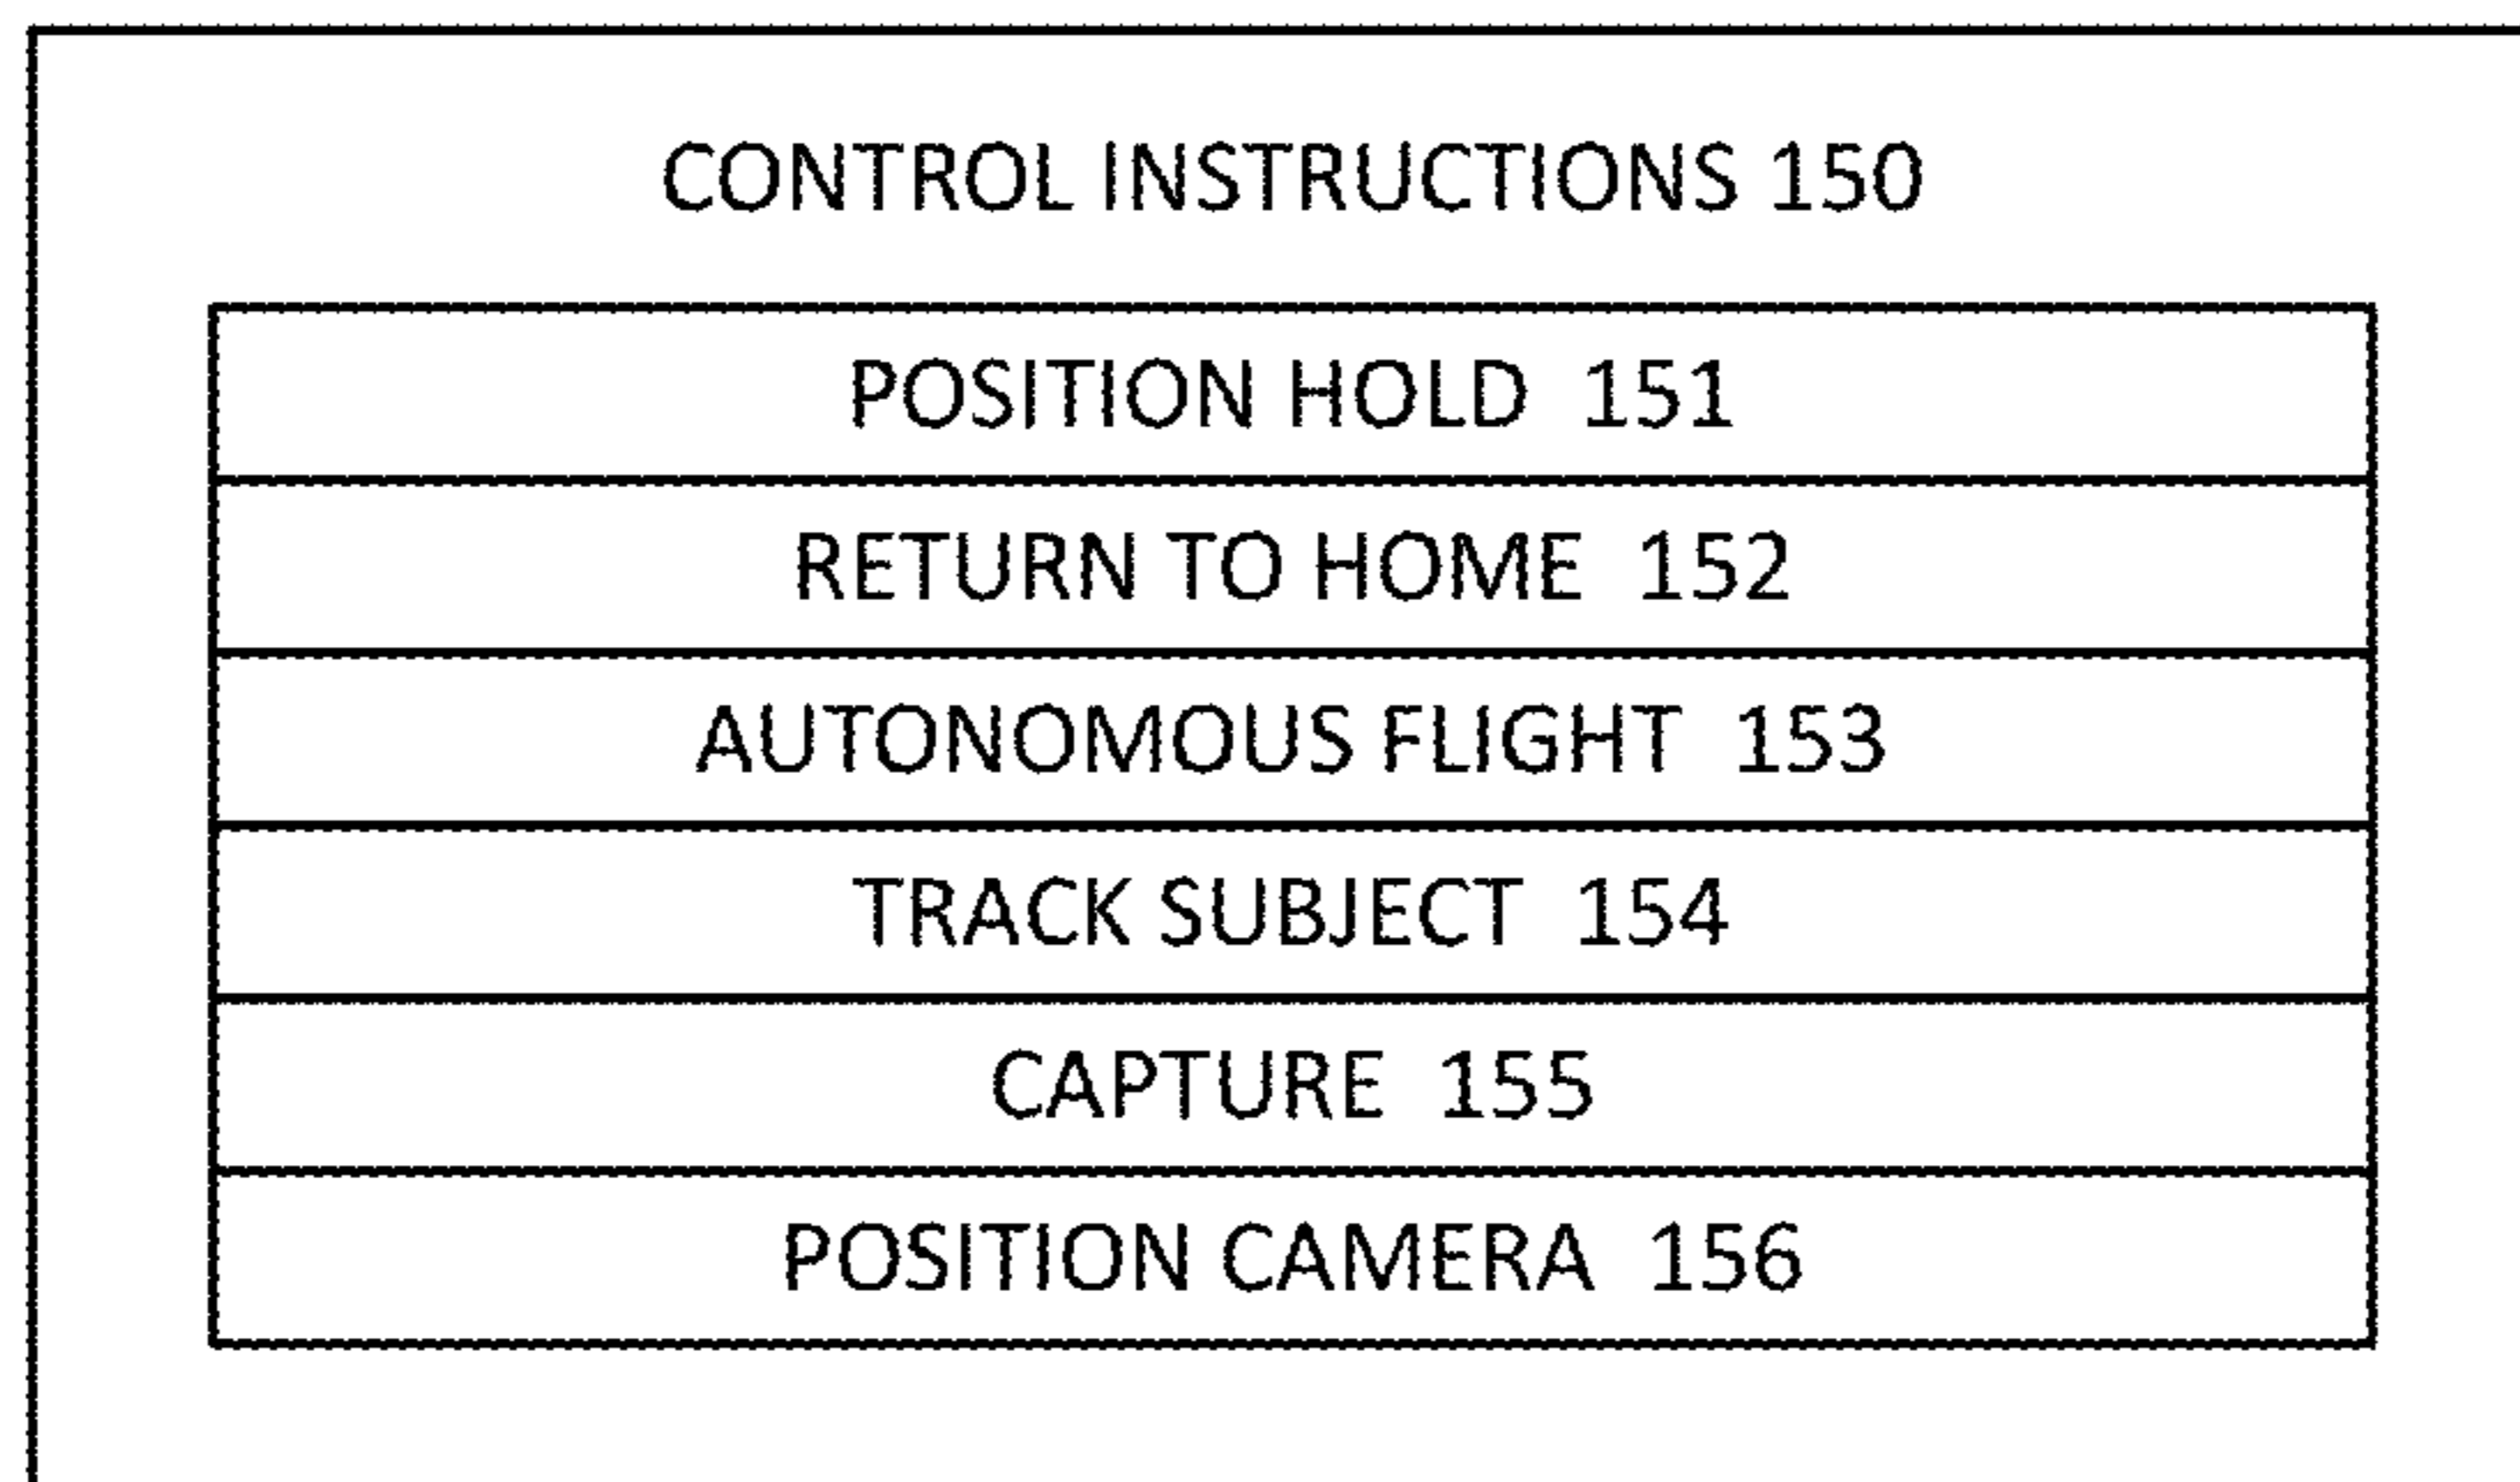 CONTROL INSTRUCTIONS 150
POSITION HOLD 151
RETURN TO HOME 152
AUTONOMOUS FLIGHT 153
TRACK SUBJECT 154
CAPTURE 155
POSITION CAMERA 156